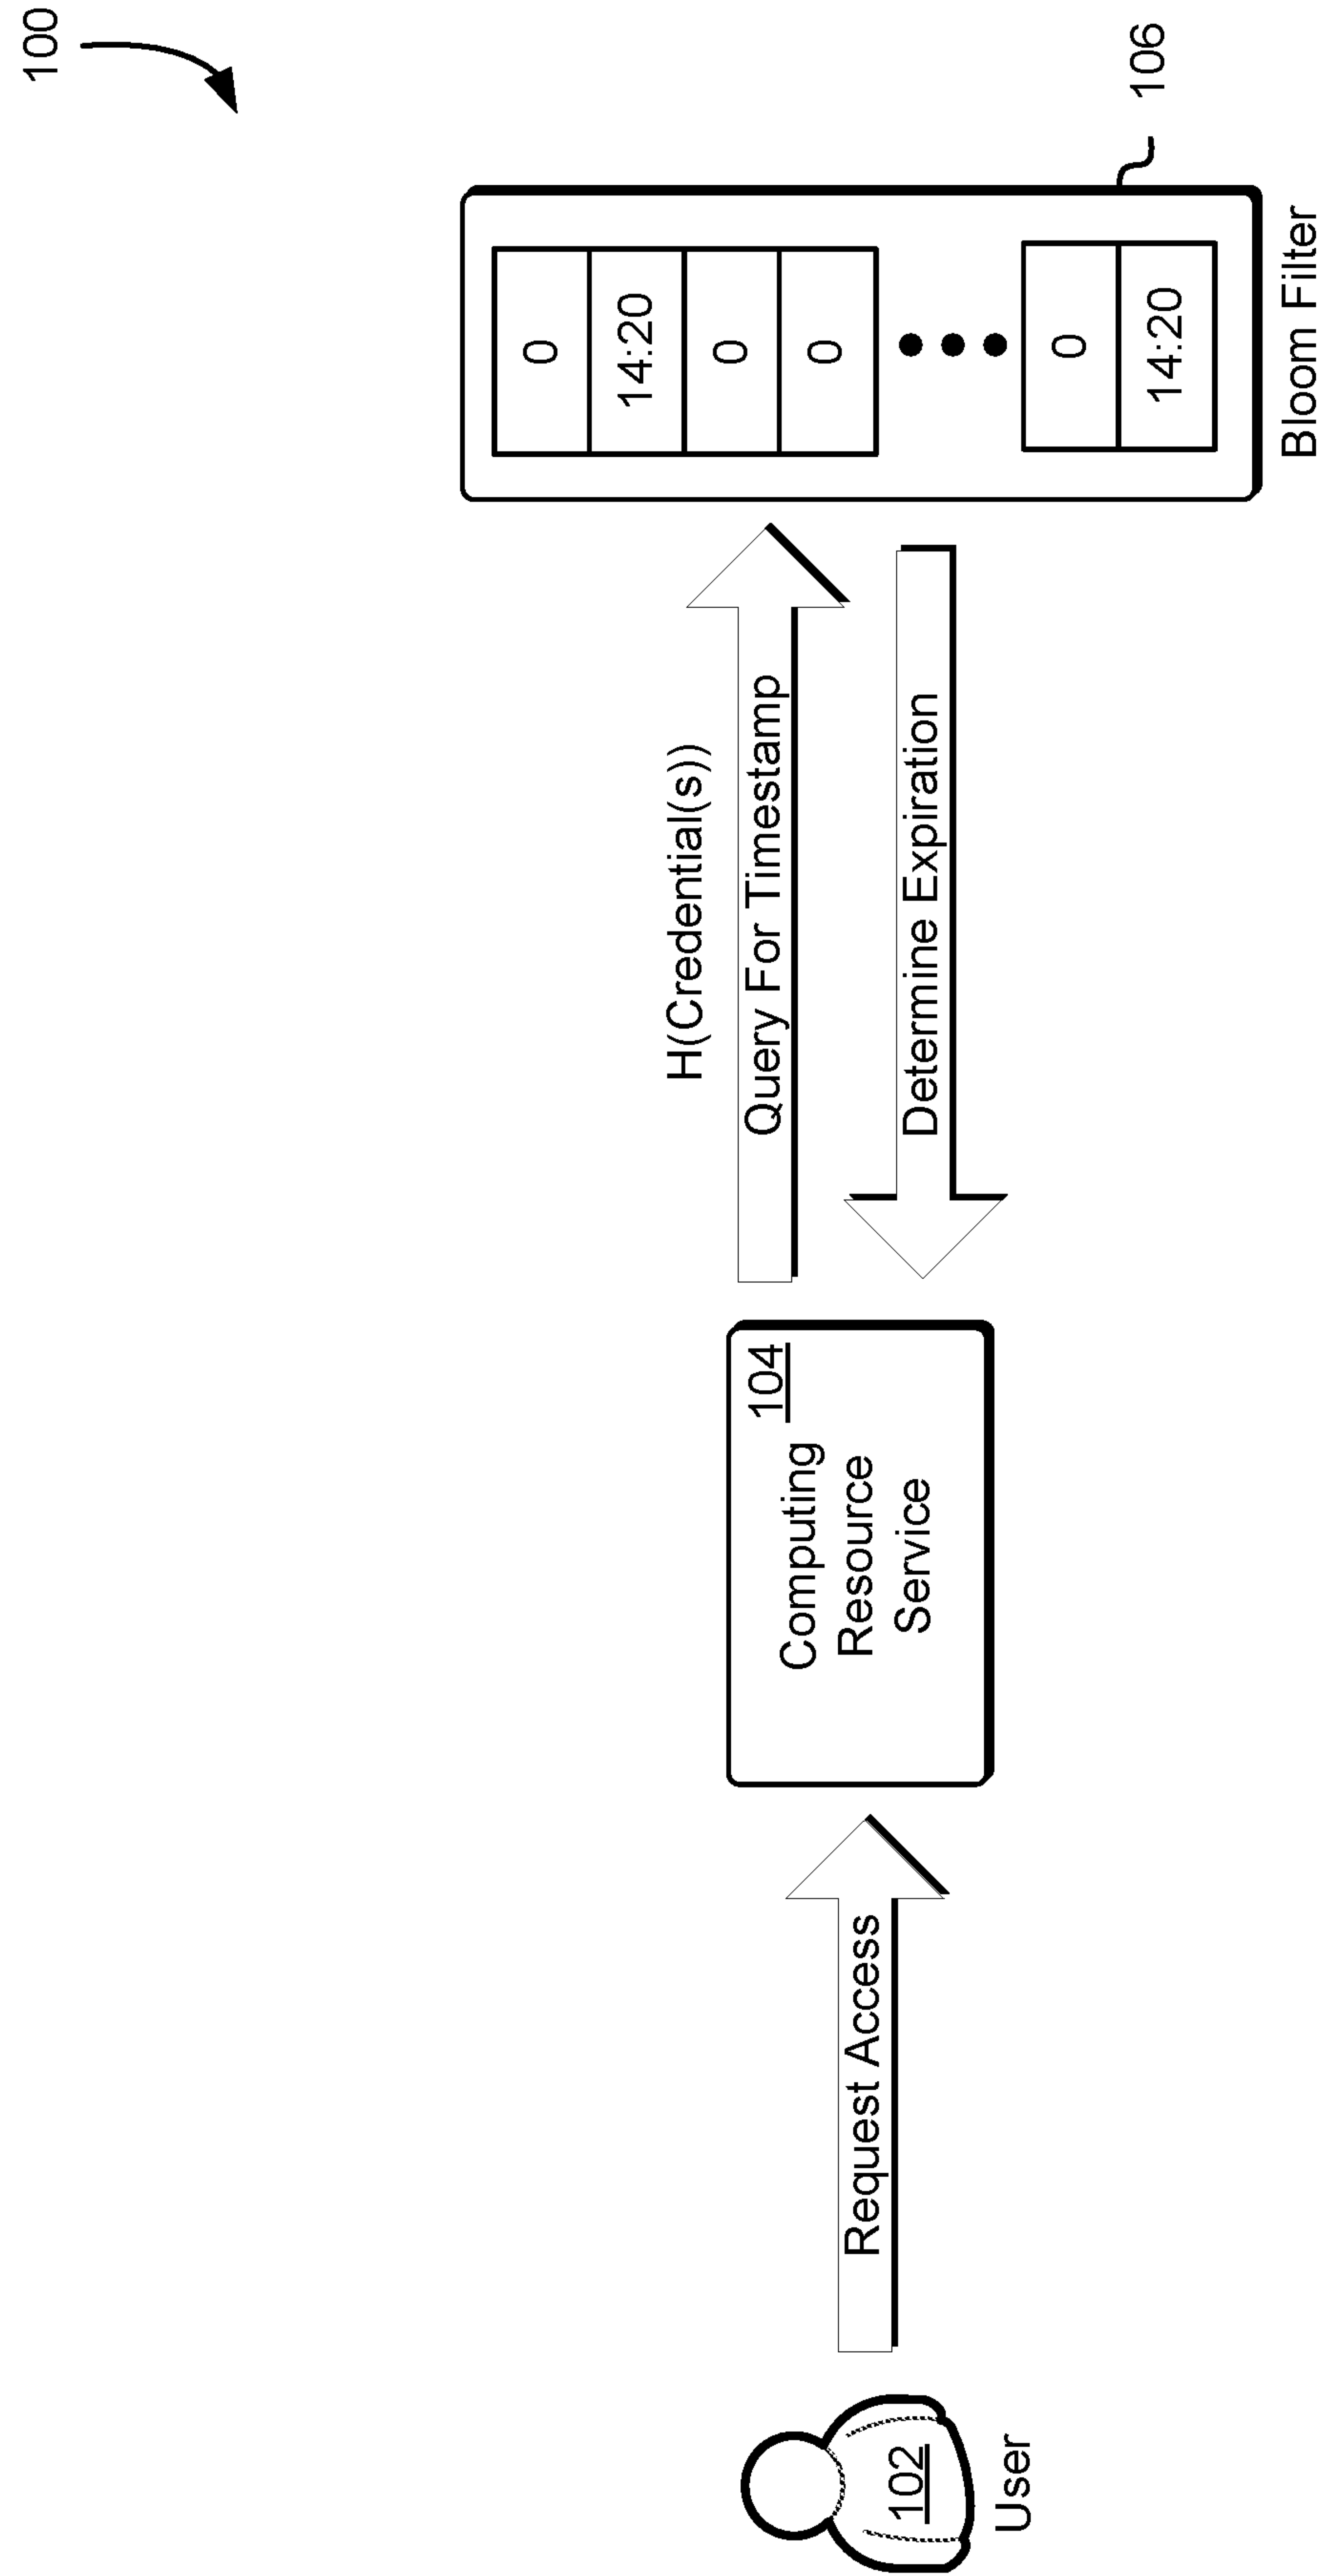 100
H(Credential(s))
Query For Timestamp
Determine Expiration
Request Access
104
Computing
Resource
Service
102
User
0
14:20
0
0
0
14:20
106
Bloom Filter